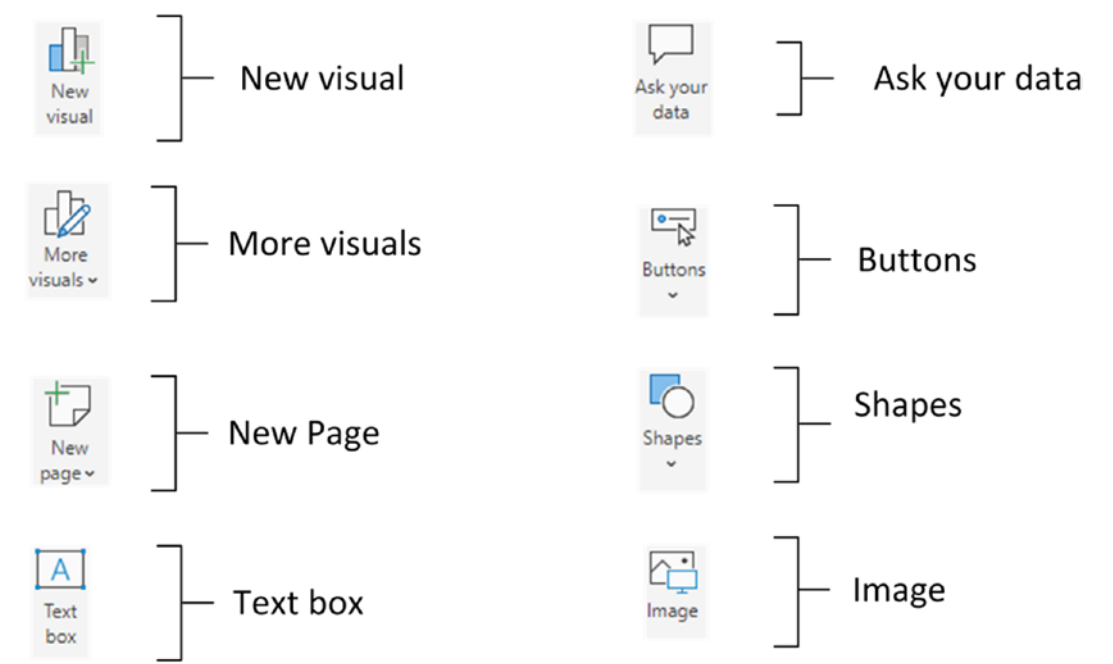 New
visual
New visual
Ask your
data
Ask your data
More
visuals
More visuals
Buttons
Buttons
New
page
New Page
Shapes
Shapes
A
Text
box
Text box
Image
Image